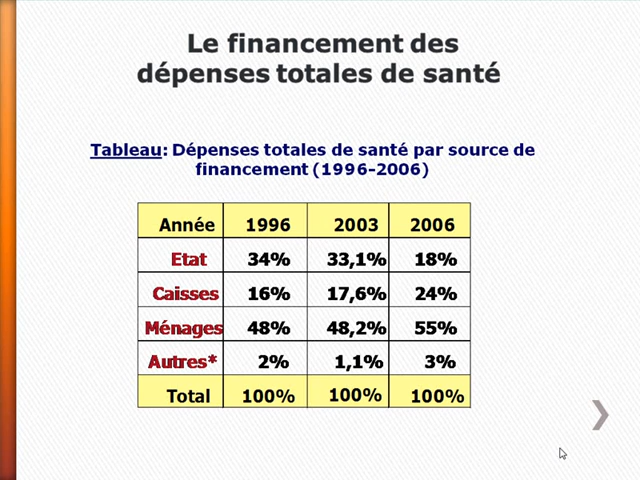 Le financement des
dépenses totales de santé
Tableau: Dépenses totales de santé par source de
financement (1996-2006)
Année 1996 2003 2006
Etat 34% 33,1% 18%
Caisses 16% 17,6% 24%
Ménages 48% 48,2% 55%
Autres* 2% 1,1% 3%
Total 100% 100% 100%